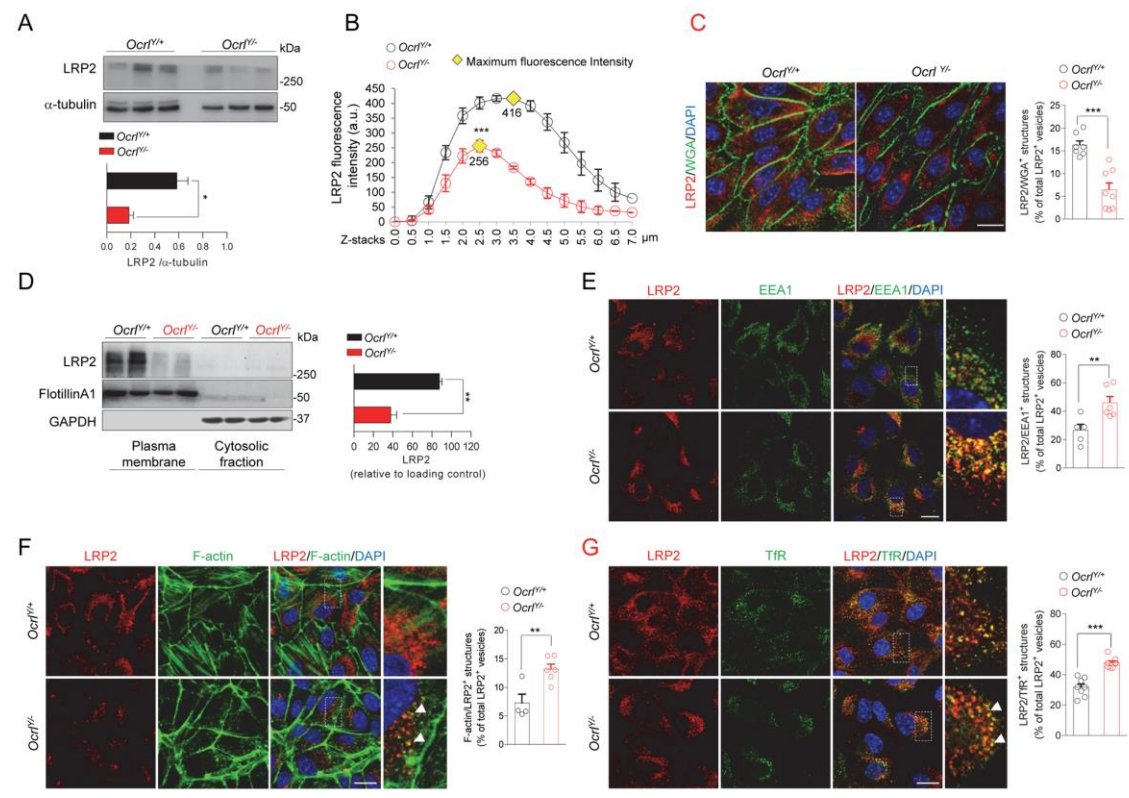 A
Ocrl^Y/+ Ocrl^Y/-
kDa
LRP2
-250
α-tubulin
-50
Ocrl^Y/+
Ocrl^Y/-
*
0.0 0.2 0.4 0.6 0.8 1.0
LRP2 /α-tubulin
B
Ocrl^Y/+
Ocrl^Y/-
Maximum fluorescence Intensity
LRP2 fluorescence
intensity (a.u.)
450
400
350
300
250
200
150
100
50
0
416
***
256
Z-stacks
0.0 0.5 1.0 1.5 2.0 2.5 3.0 3.5 4.0 4.5 5.0 5.5 6.0 6.5 7.0 μm
C
LRP2/WGA/DAPI
Ocrl^Y/+ Ocrl ^Y/-
Ocrl^Y/+
Ocrl^Y/-
LRP2/WGA⁺ structures
(% of total LRP2⁺ vesicles)
25
20
15
10
5
0
***
D
Ocrl^Y/+ Ocrl^Y/- Ocrl^Y/+ Ocrl^Y/-
kDa
LRP2
-250
FlotillinA1
-50
GAPDH
-37
Plasma
membrane
Cytosolic
fraction
Ocrl^Y/+
Ocrl^Y/-
**
0 20 40 60 80 100 120
LRP2
(relative to loading control)
E
LRP2 EEA1 LRP2/EEA1/DAPI
Ocrl^Y/+
Ocrl^Y/-
Ocrl^Y/+
Ocrl^Y/-
LRP2/EEA1⁺ structures
(% of total LRP2⁺ vesicles)
80
60
40
20
0
**
F
LRP2 F-actin LRP2/F-actin/DAPI
Ocrl^Y/+
Ocrl^Y/-
Ocrl^Y/+
Ocrl^Y/-
F-actin/LRP2⁺ structures
(% of total LRP2⁺ vesicles)
20
15
10
5
0
**
G
LRP2 TfR LRP2/TfR/DAPI
Ocrl^Y/+
Ocrl^Y/-
Ocrl^Y/+
Ocrl^Y/-
LRP2/TfR⁺ structures
(% of total LRP2⁺ vesicles)
80
60
40
20
0
***